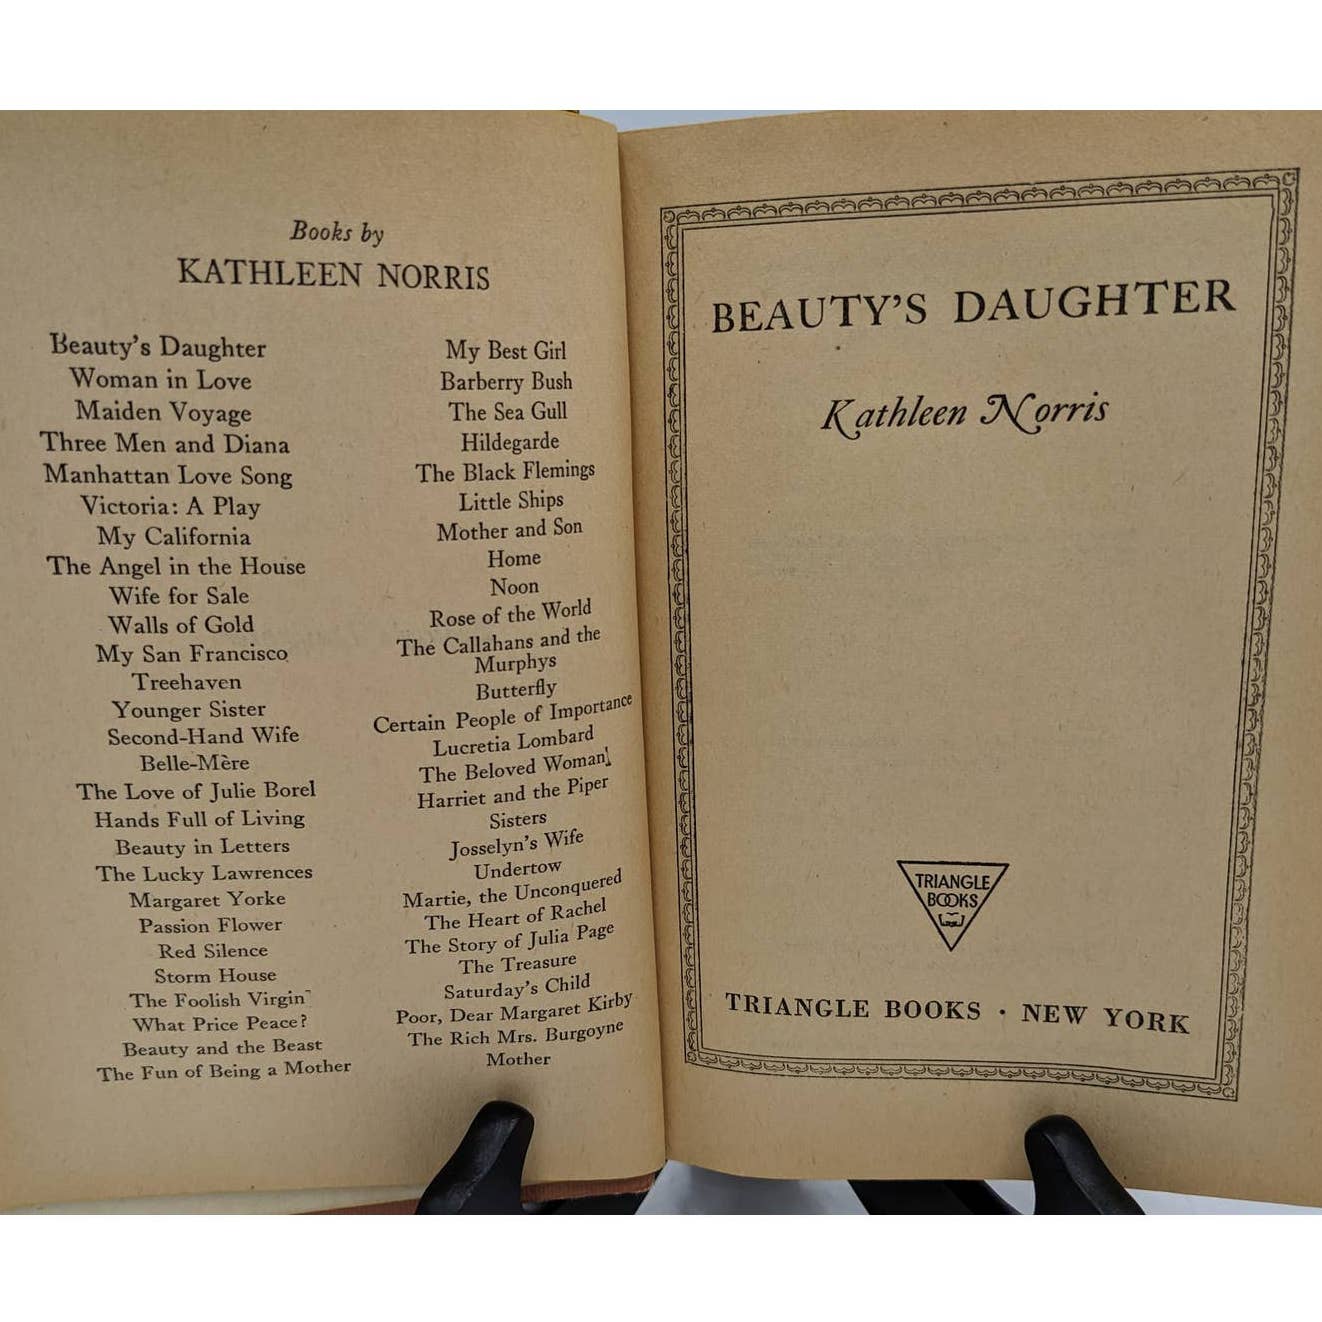 Books by
KATHLEEN NORRIS
Beauty's Daughter
Woman in Love
Maiden Voyage
Three Men and Diana
Manhattan Love Song
Victoria: A Play
My California
The Angel in the House
Wife for Sale
Walls of Gold
My San Francisco
Treehaven
Younger Sister
Second-Hand Wife
Belle-Mère
The Love of Julie Borel
Hands Full of Living
Beauty in Letters
The Lucky Lawrences
Margaret Yorke
Passion Flower
Red Silence
Storm House
The Foolish Virgin
What Price Peace?
Beauty and the Beast
The Fun of Being a Mother
My Best Girl
Barberry Bush
The Sea Gull
Hildegarde
The Black Flemings
Little Ships
Mother and Son
Home
Noon
Rose of the World
The Callahans and the
Murphys
Butterfly
Certain People of Importance
Lucretia Lombard
The Beloved Woman
Harriet and the Piper
Sisters
Josselyn's Wife
Undertow
Martie, the Unconquered
The Heart of Rachel
The Story of Julia Page
The Treasure
Saturday's Child
Poor, Dear Margaret Kirby
The Rich Mrs. Burgoyne
Mother
BEAUTY'S DAUGHTER
Kathleen Norris
TRIANGLE
BOOKS
TRIANGLE BOOKS · NEW YORK